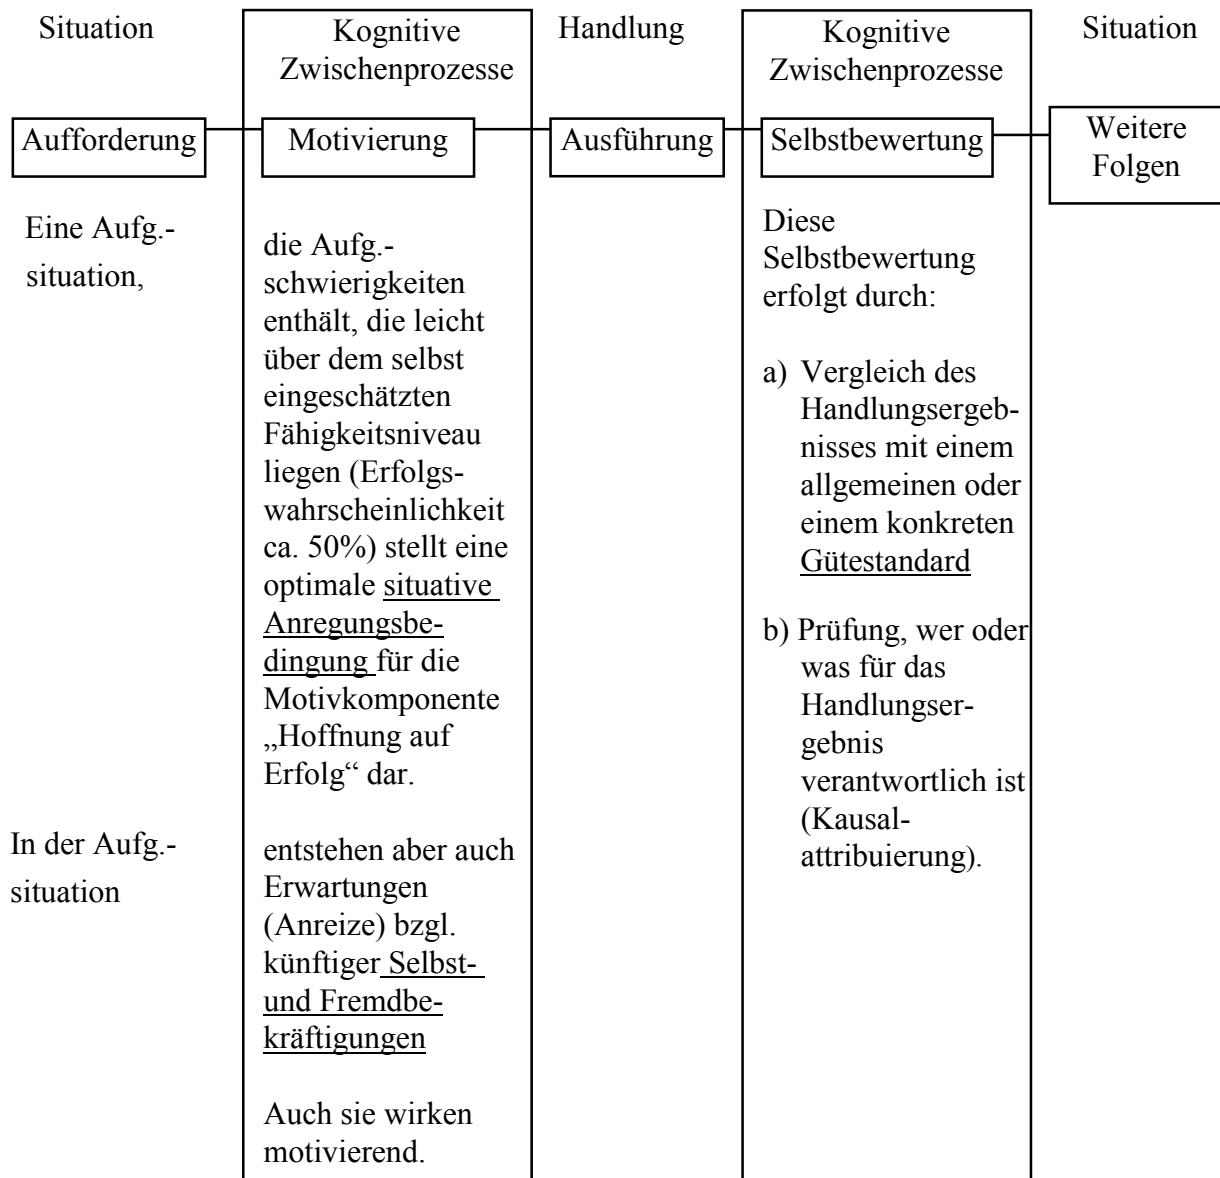 Situation
Kognitive
Zwischenprozesse
Handlung
Kognitive
Zwischenprozesse
Situation
Aufforderung
Motivierung
Ausführung
Selbstbewertung
Weitere
Folgen
Eine Aufg.-
situation,
die Aufg.-
schwierigkeiten
enthält, die leicht
über dem selbst
eingeschätzten
Fähigkeitsniveau
liegen (Erfolgs-
wahrscheinlichkeit
ca. 50%) stellt eine
optimale situative
Anregungsbe-
dingung für die
Motivkomponente
„Hoffnung auf
Erfolg“ dar.
Diese
Selbstbewertung
erfolgt durch:
a) Vergleich des
Handlungsergeb-
nisses mit einem
allgemeinen oder
einem konkreten
Gütestandard
b) Prüfung, wer oder
was für das
Handlungser-
gebnis
verantwortlich ist
(Kausal-
attribuierung).
In der Aufg.-
situation
entstehen aber auch
Erwartungen
(Anreize) bzgl.
künftiger Selbst-
und Fremdbe-
kräftigungen
Auch sie wirken
motivierend.